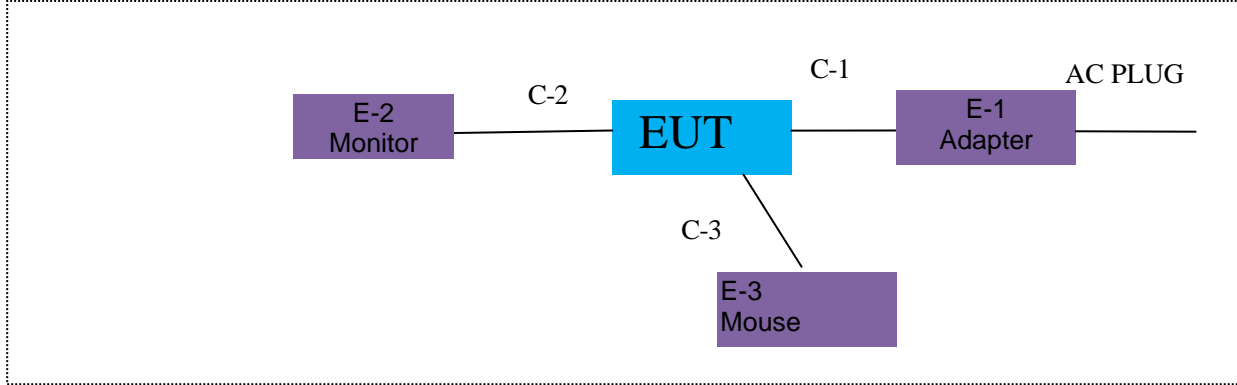 C-1
AC PLUG
C-2
E-2
Monitor
EUT
E-1
Adapter
C-3
E-3
Mouse